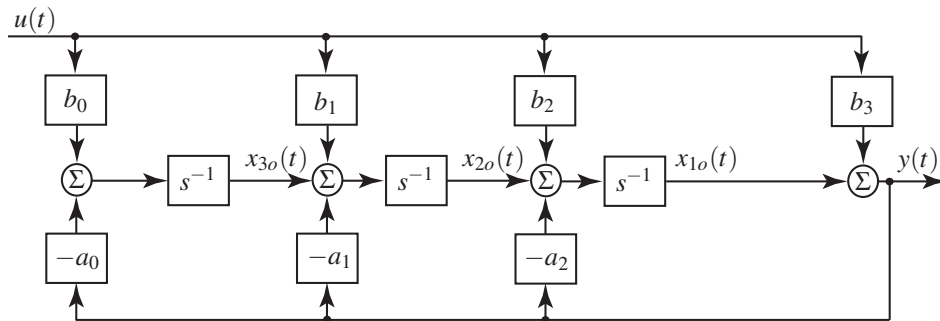 u(t)
b₀ b₁ b₂ b₃
x₃ₒ(t) x₂ₒ(t) x₁ₒ(t) y(t)
Σ s⁻¹ Σ s⁻¹ Σ s⁻¹ Σ
−a₀ −a₁ −a₂